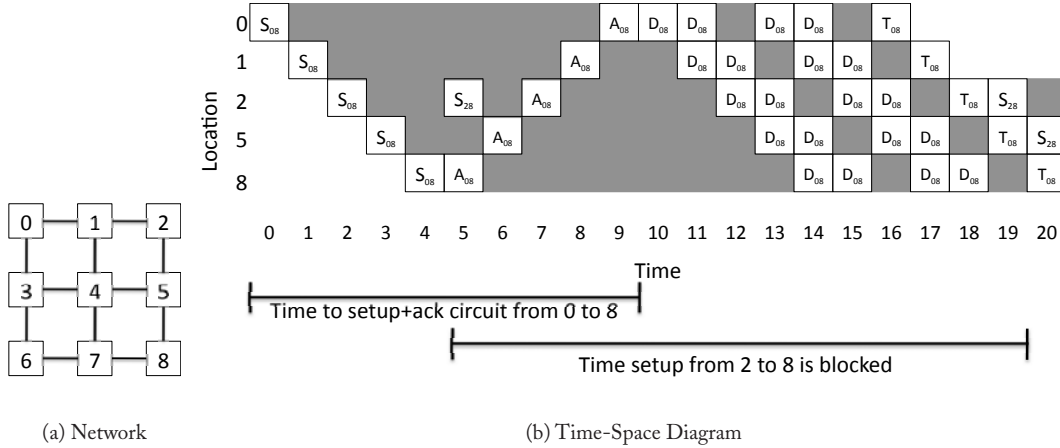 0 S₀₈ A₀₈ D₀₈ D₀₈ D₀₈ D₀₈ T₀₈
1 S₀₈ A₀₈ D₀₈ D₀₈ D₀₈ D₀₈ T₀₈
2 S₀₈ S₂₈ A₀₈ D₀₈ D₀₈ D₀₈ D₀₈ T₀₈ S₂₈
5 S₀₈ A₀₈ D₀₈ D₀₈ D₀₈ D₀₈ T₀₈ S₂₈
8 S₀₈ A₀₈ D₀₈ D₀₈ D₀₈ D₀₈ T₀₈
Location
0 1 2 3 4 5 6 7 8 9 10 11 12 13 14 15 16 17 18 19 20
Time
Time to setup+ack circuit from 0 to 8
Time setup from 2 to 8 is blocked
0 1 2
3 4 5
6 7 8
(a) Network
(b) Time-Space Diagram